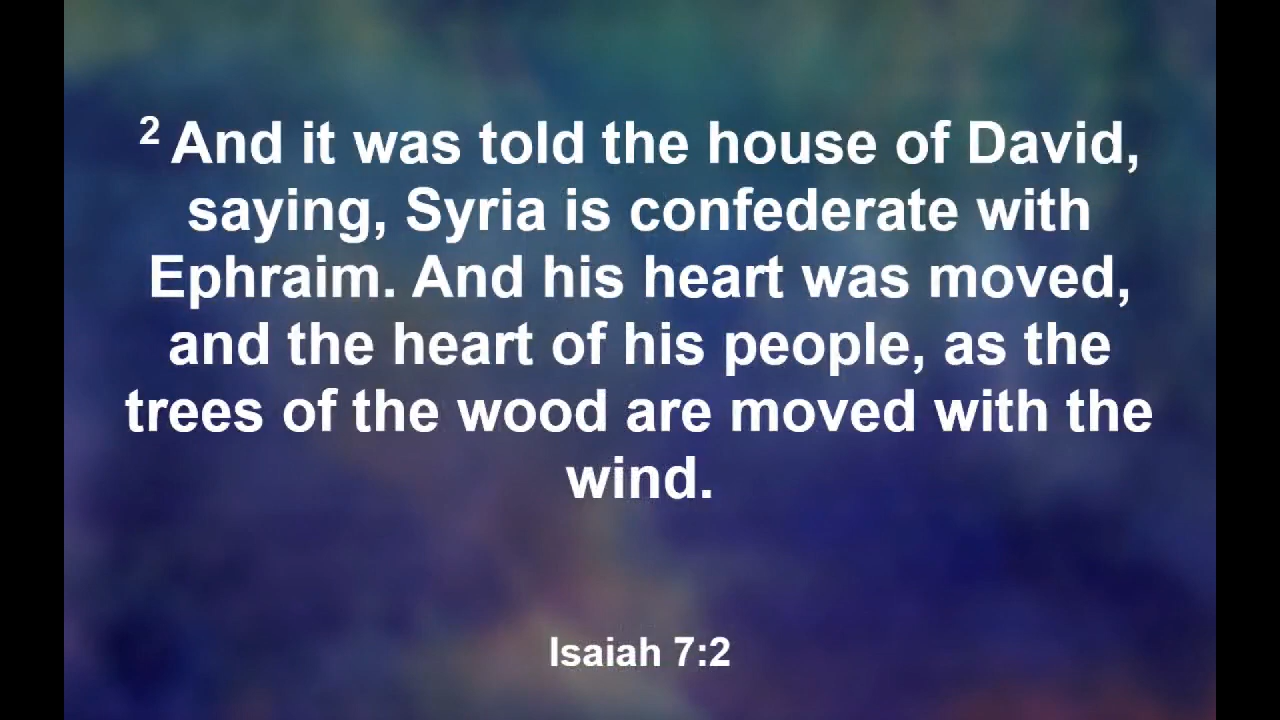 2 And it was told the house of David,
saying, Syria is confederate with
Ephraim. And his heart was moved,
and the heart of his people, as the
trees of the wood are moved with the
wind.
Isaiah 7:2